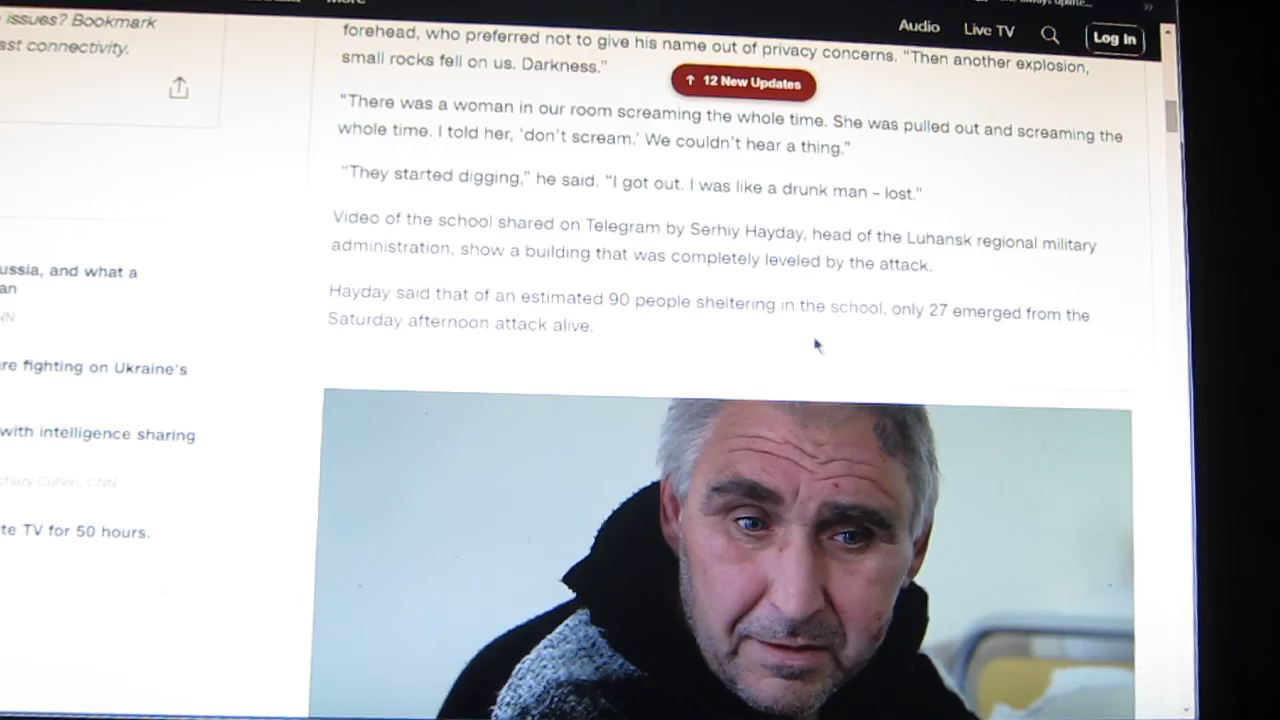 issues? Bookmark
connectivity.
Audio
Live TV
Log In
forehead, who preferred not to give his name out of privacy concerns. “Then another explosion,
small rocks fell on us. Darkness.”
↑ 12 New Updates
“There was a woman in our room screaming the whole time. She was pulled out and screaming the
whole time. I told her, ‘don’t scream.’ We couldn’t hear a thing.”
“They started digging,” he said. “I got out. I was like a drunk man – lost.”
Video of the school shared on Telegram by Serhiy Hayday, head of the Luhansk regional military
administration, show a building that was completely leveled by the attack.
Hayday said that of an estimated 90 people sheltering in the school, only 27 emerged from the
Saturday afternoon attack alive.
ussia, and what a
an
NN
re fighting on Ukraine's
with intelligence sharing
chary Cohen, CNN
te TV for 50 hours.